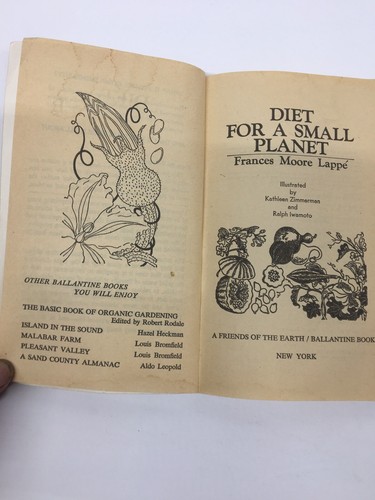 OTHER BALLANTINE BOOKS
YOU WILL ENJOY
THE BASIC BOOK OF ORGANIC GARDENING
Edited by Robert Rodale
ISLAND IN THE SOUND Hazel Heckman
MALABAR FARM Louis Bromfield
PLEASANT VALLEY Louis Bromfield
A SAND COUNTY ALMANAC Aldo Leopold
DIET
FOR A SMALL
PLANET
Frances Moore Lappé
Illustrated
by
Kathleen Zimmerman
and
Ralph Iwamoto
A FRIENDS OF THE EARTH / BALLANTINE BOOK
NEW YORK